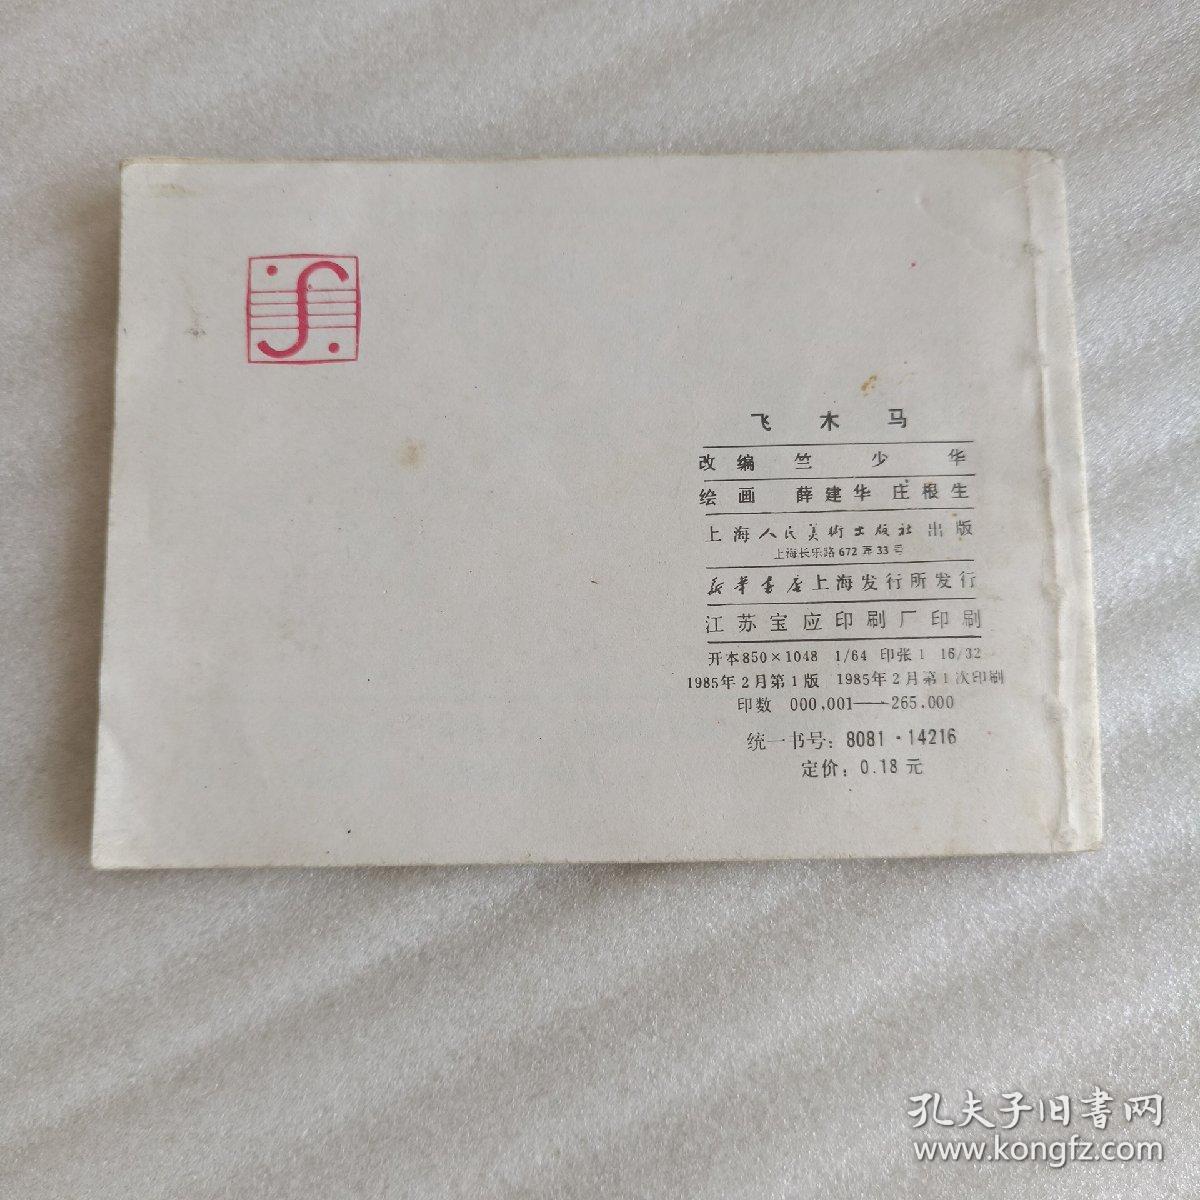 飞木马
改编 竺少华
绘画 薛建华 庄根生
上海人民美術出版社出版
上海长乐路672弄33号
新华书店上海发行所发行
江苏宝应印刷厂印刷
开本850×1048 1/64 印张1 16/32
1985年2月第1版 1985年2月第1次印刷
印数 000,001—265.000
统一书号：8081·14216
定价：0.18元
孔夫子旧書网
www.kongfz.com